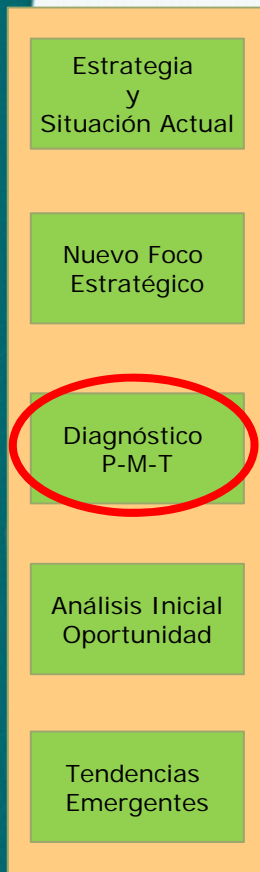 Estrategia
y
Situación Actual
Nuevo Foco
Estratégico
Diagnóstico
P-M-T
Análisis Inicial
Oportunidad
Tendencias
Emergentes